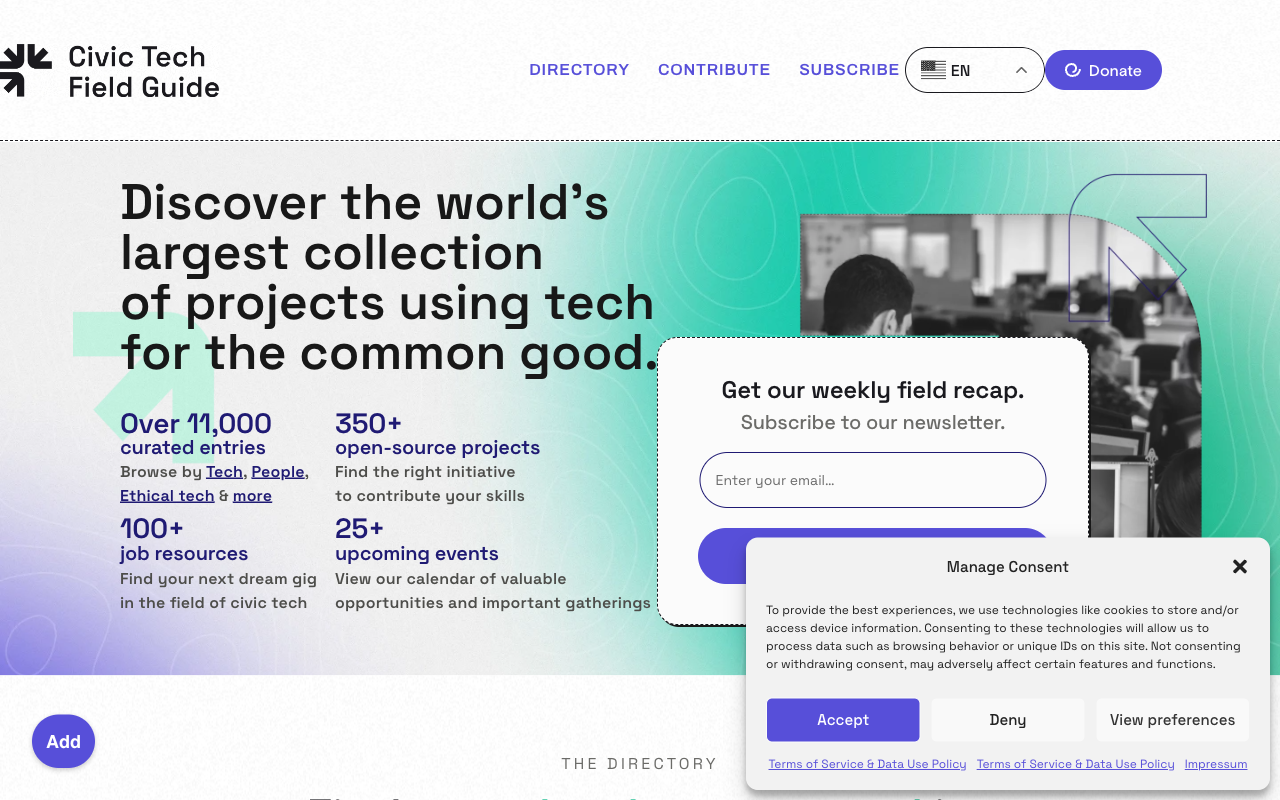 Civic Tech
Field Guide
DIRECTORY
CONTRIBUTE
SUBSCRIBE
EN
Donate
Discover the world's
largest collection
of projects using tech
for the common good.
Over 11,000
curated entries
Browse by Tech, People,
Ethical tech & more
350+
open-source projects
Find the right initiative
to contribute your skills
100+
job resources
Find your next dream gig
in the field of civic tech
25+
upcoming events
View our calendar of valuable
opportunities and important gatherings
Get our weekly field recap.
Subscribe to our newsletter.
Enter your email...
Manage Consent
To provide the best experiences, we use technologies like cookies to store and/or
access device information. Consenting to these technologies will allow us to
process data such as browsing behavior or unique IDs on this site. Not consenting
or withdrawing consent, may adversely affect certain features and functions.
Accept
Deny
View preferences
Terms of Service & Data Use Policy
Terms of Service & Data Use Policy
Impressum
Add
THE DIRECTORY